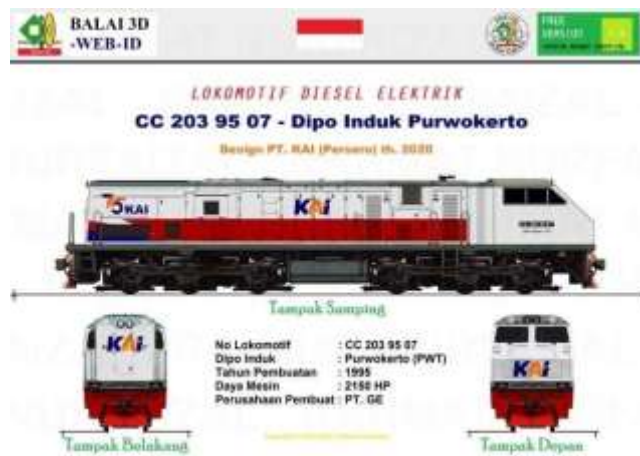 BALAI 3D
-WEB-ID
FREE
LOKOMOTIF DIESEL ELEKTRIK
CC 203 95 07 - Dipo Induk Purwokerto
Design PT. KAI (Persero) th. 2020
75 KAI
KAI
Tampak Samping
KAI
No Lokomotif : CC 203 95 07
Dipo Induk : Purwokerto (PWT)
Tahun Pembuatan : 1995
Daya Mesin : 2150 HP
Perusahaan Pembuat : PT. GE
KAI
Tampak Belakang
Tampak Depan